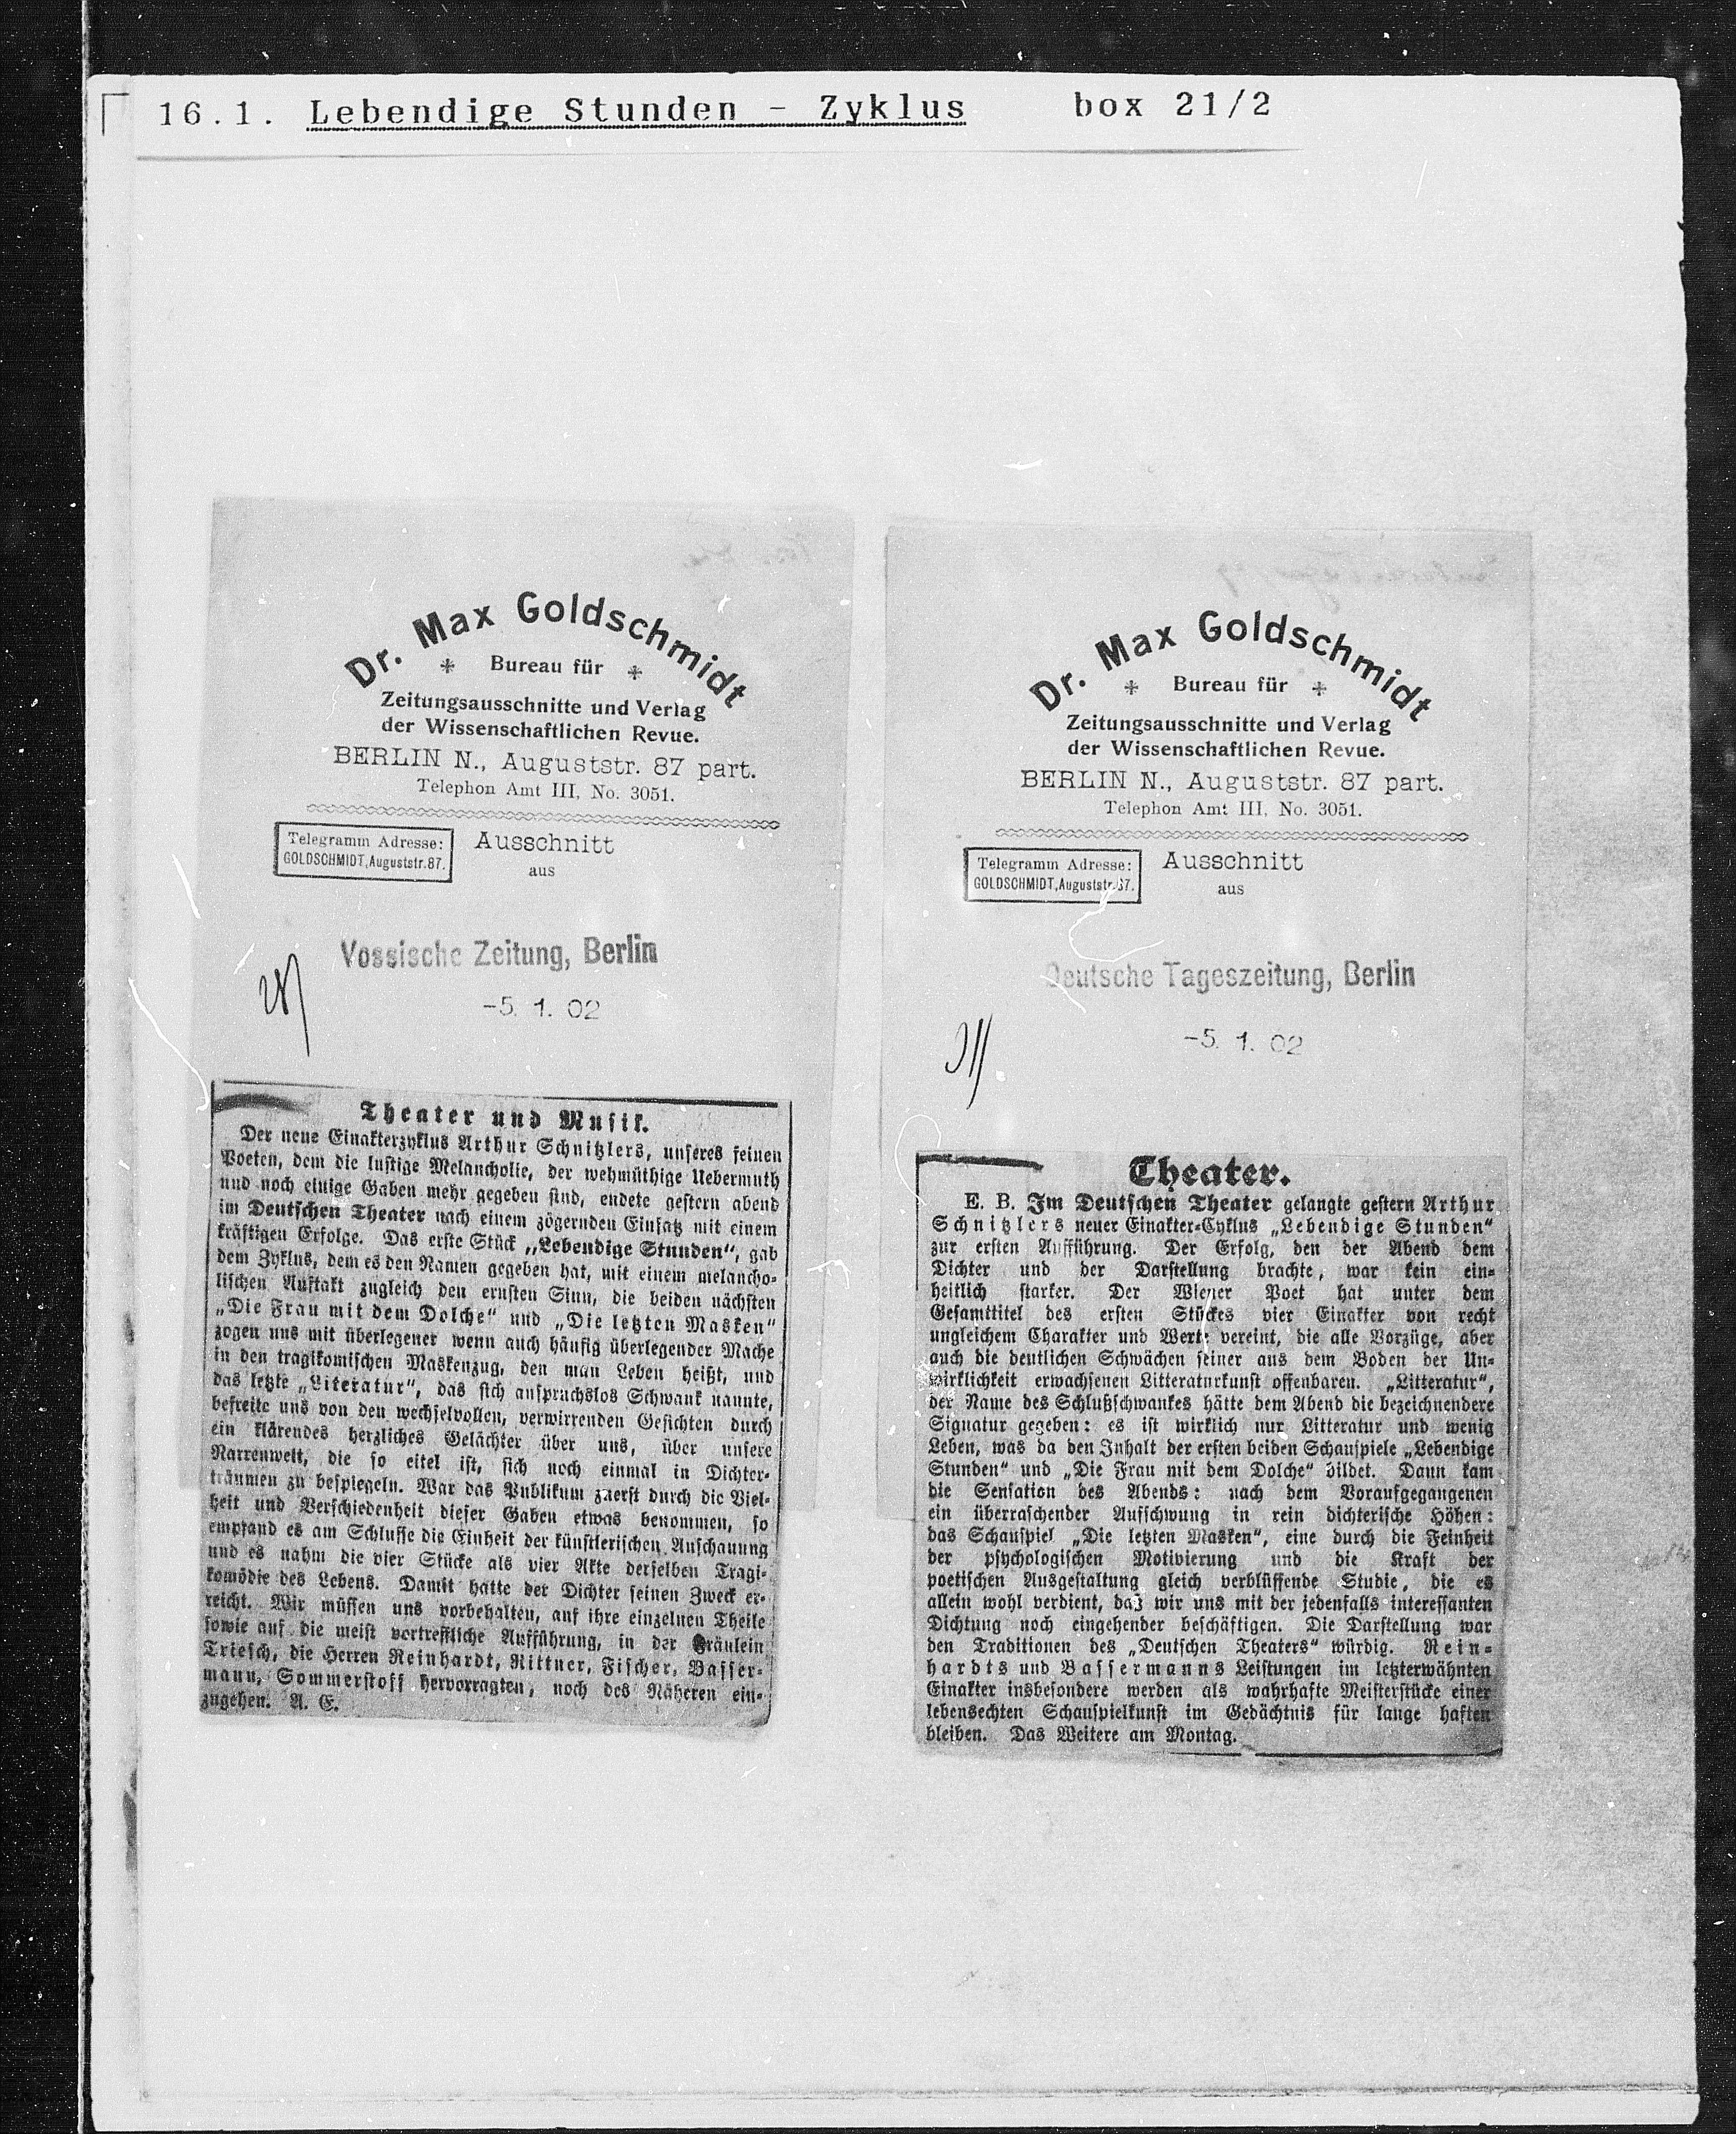 16.1. Lebendige Stunden - Zyklus box 21/2
Dr. Max Goldschmidt
Bureau für
Zeitungsausschnitte und Verlag
der Wissenschaftlichen Revue.
BERLIN N., Auguststr. 87 part.
Telephon Amt III, No. 3051.
Telegramm Adresse:
GOLDSCHMIDT, Auguststr. 87.
Ausschnitt
aus
Vossische Zeitung, Berlin
-5. 1. 02
Theater und Musik.
Der neue Einakterzyklus Arthur Schnitzlers, unseres feinen
Poeten, dem die lustige Melancholie, der wehmüthige Uebermuth
und noch einige Gaben mehr gegeben sind, endete gestern abend
im Deutschen Theater nach einem zögernden Einsatz mit einem
kräftigen Erfolge. Das erste Stück „Lebendige Stunden“, gab
dem Zyklus, dem es den Namen gegeben hat, mit einem melancho-
lischen Auftakt zugleich den ernsten Sinn, die beiden nächsten
„Die Frau mit dem Dolche“ und „Die letzten Masken“
zogen uns mit überlegener wenn auch häufig überlegender Mache
in den tragikomischen Maskenzug, den man Leben heißt, und
das letzte „Literatur“, das sich anspruchslos Schwank nannte,
befreite uns von den wechselvollen, verwirrenden Gesichten durch
ein klärendes herzliches Gelächter über uns, über unsere
Narrenwelt, die so eitel ist, sich noch einmal in Dichter-
träumen zu bespiegeln. War das Publikum zuerst durch die Viel-
heit und Verschiedenheit dieser Gaben etwas benommen, so
empfand es am Schlusse die Einheit der künstlerischen Anschauung
und es nahm die vier Stücke als vier Akte derselben Tragi-
komödie des Lebens. Damit hatte der Dichter seinen Zweck er-
reicht. Wir müssen uns vorbehalten, auf ihre einzelnen Theile
sowie auf die meist vortreffliche Aufführung, in der Fräulein
Triesch, die Herren Reinhardt, Rittner, Fischer, Basser-
mann, Sommerstoff hervorragten, noch des Näheren ein-
zugehen. A. E.
Dr. Max Goldschmidt
Bureau für
Zeitungsausschnitte und Verlag
der Wissenschaftlichen Revue.
BERLIN N., Auguststr. 87 part.
Telephon Amt III, No. 3051.
Telegramm Adresse:
GOLDSCHMIDT, Auguststr. 87.
Ausschnitt
aus
Deutsche Tageszeitung, Berlin
-5. 1. 02
Theater.
E. B. Im Deutschen Theater gelangte gestern Arthur
Schnitzlers neuer Einakter-Cyklus „Lebendige Stunden“
zur ersten Aufführung. Der Erfolg, den der Abend dem
Dichter und der Darstellung brachte, war kein ein-
heitlich starker. Der Wiener Poet hat unter dem
Gesamttitel des ersten Stückes vier Einakter von recht
ungleichem Charakter und Werte vereint, die alle Vorzüge, aber
auch die deutlichen Schwächen seiner aus dem Boden der Un-
wirklichkeit erwachsenen Litteraturkunst offenbaren. „Litteratur“,
der Name des Schlußschwankes hätte dem Abend die bezeichnendere
Signatur gegeben: es ist wirklich nur Litteratur und wenig
Leben, was da den Inhalt der ersten beiden Schauspiele „Lebendige
Stunden“ und „Die Frau mit dem Dolche“ bildet. Dann kam
die Sensation des Abends: nach dem Voraufgegangenen
ein überraschender Aufschwung in rein dichterische Höhen:
das Schauspiel „Die letzten Masken“, eine durch die Feinheit
der psychologischen Motivierung und die Kraft der
poetischen Ausgestaltung gleich verblüffende Studie, die es
allein wohl verdient, daß wir uns mit der jedenfalls interessanten
Dichtung noch eingehender beschäftigen. Die Darstellung war
den Traditionen des „Deutschen Theaters“ würdig. Rein-
hardts und Bassermanns Leistungen im letzterwähnten
Einakter insbesondere werden als wahrhafte Meisterstücke einer
lebensechten Schauspielkunst im Gedächtnis für lange haften
bleiben. Das Weitere am Montag.